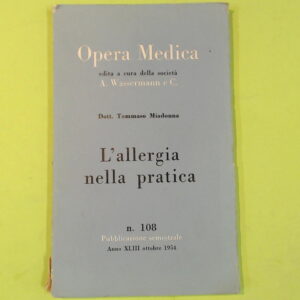 Opera Medica
edita a cura della società
A. Wassermann e C.
Dott. Tommaso Miadonna
L'allergia
nella pratica
n. 108
Pubblicazione semestrale
Anno XLIII ottobre 1954